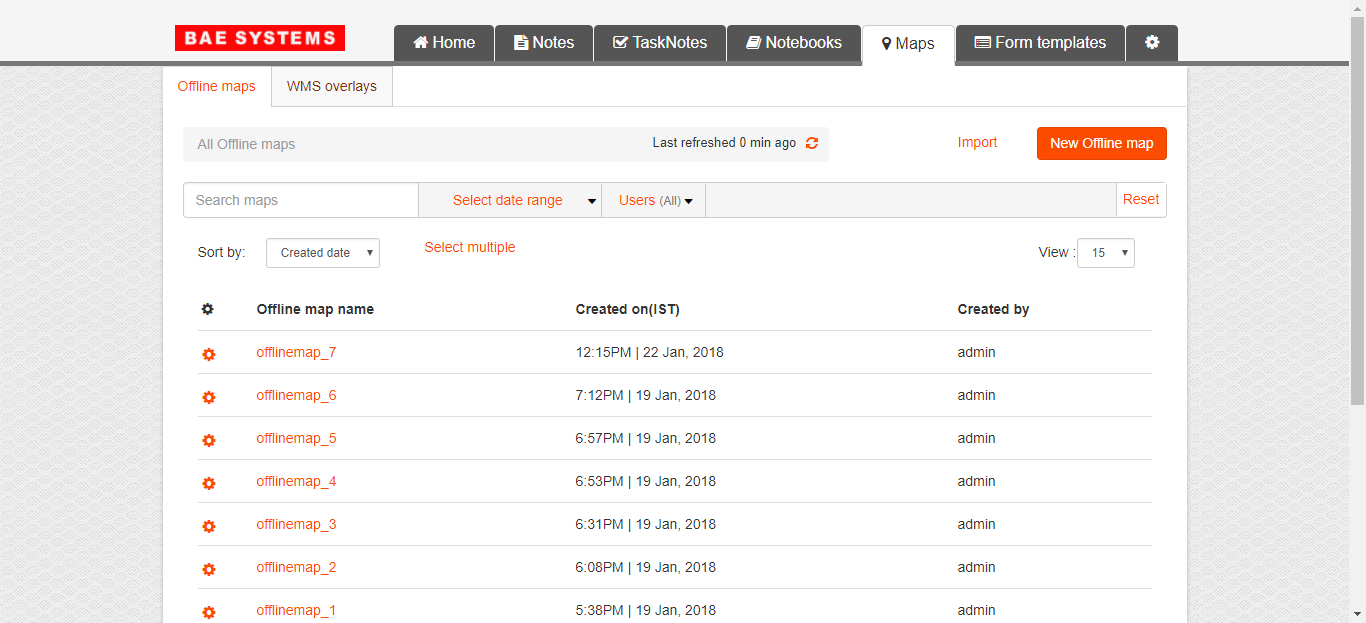 BAE SYSTEMS
Home Notes TaskNotes Notebooks Maps Form templates
Offline maps WMS overlays
All Offline maps Last refreshed 0 min ago Import New Offline map
Search maps Select date range Users (All) Reset
Sort by: Created date Select multiple View : 15
Offline map name Created on(IST) Created by
offlinemap_7 12:15PM | 22 Jan, 2018 admin
offlinemap_6 7:12PM | 19 Jan, 2018 admin
offlinemap_5 6:57PM | 19 Jan, 2018 admin
offlinemap_4 6:53PM | 19 Jan, 2018 admin
offlinemap_3 6:31PM | 19 Jan, 2018 admin
offlinemap_2 6:08PM | 19 Jan, 2018 admin
offlinemap_1 5:38PM | 19 Jan, 2018 admin